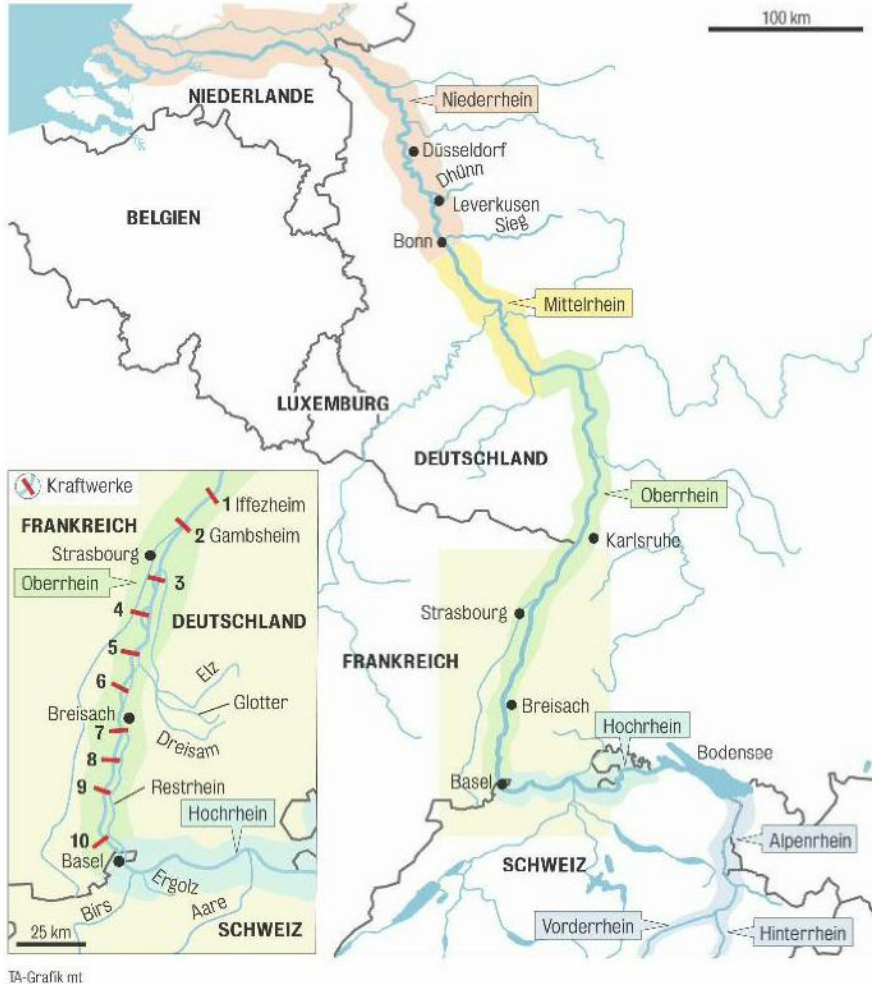 100 km
NIEDERLANDE
Niederrhein
Düsseldorf
Dhünn
BELGIEN
Leverkusen
Sieg
Bonn
Mittelrhein
LUXEMBURG
DEUTSCHLAND
Oberrhein
Karlsruhe
Strasbourg
FRANKREICH
Breisach
Hochrhein
Bodensee
Basel
Alpenrhein
SCHWEIZ
Vorderrhein
Hinterrhein
Kraftwerke
1 Iffezheim
FRANKREICH
2 Gambsheim
Strasbourg
Oberrhein
3
4
DEUTSCHLAND
5
Elz
6
Glotter
Breisach
7
Dreisam
8
9
Restrhein
Hochrhein
10
Basel
Ergolz
Birs
Aare
25 km
SCHWEIZ
TA-Grafik mt